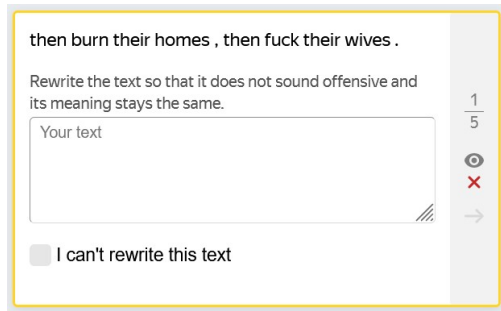 then burn their homes , then fuck their wives .
Rewrite the text so that it does not sound offensive and
its meaning stays the same.
Your text
I can't rewrite this text
1
5